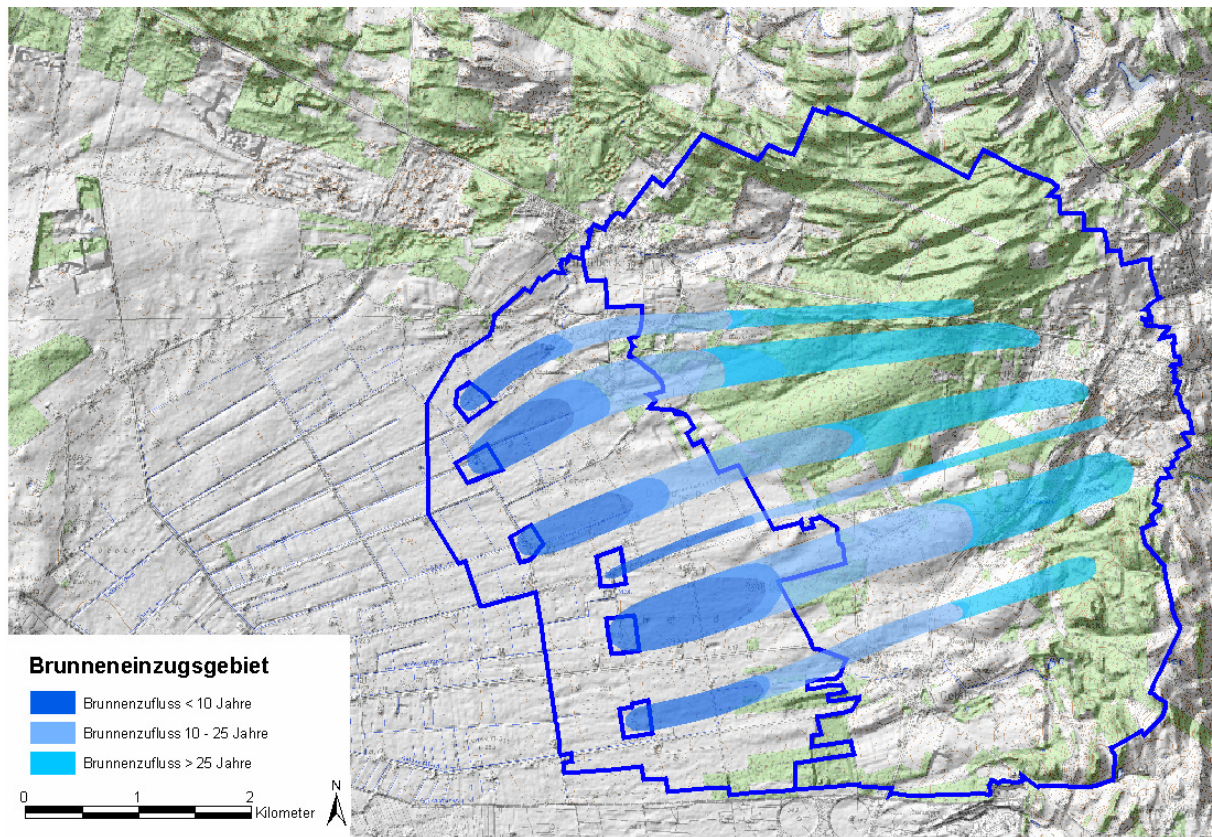 Brunneneinzugsgebiet
Brunnenzufluss < 10 Jahre
Brunnenzufluss 10 - 25 Jahre
Brunnenzufluss > 25 Jahre
N
0 1 2 Kilometer